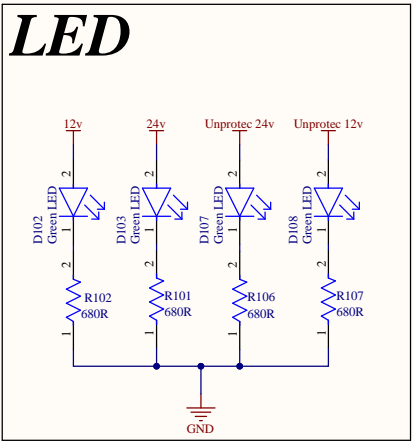 LED
12v
24v
Unprotec 24v
Unprotec 12v
2
2
2
2
D102
Green LED
D103
Green LED
D107
Green LED
D108
Green LED
1
1
1
1
2
2
2
2
R102
680R
R101
680R
R106
680R
R107
680R
1
1
1
1
GND